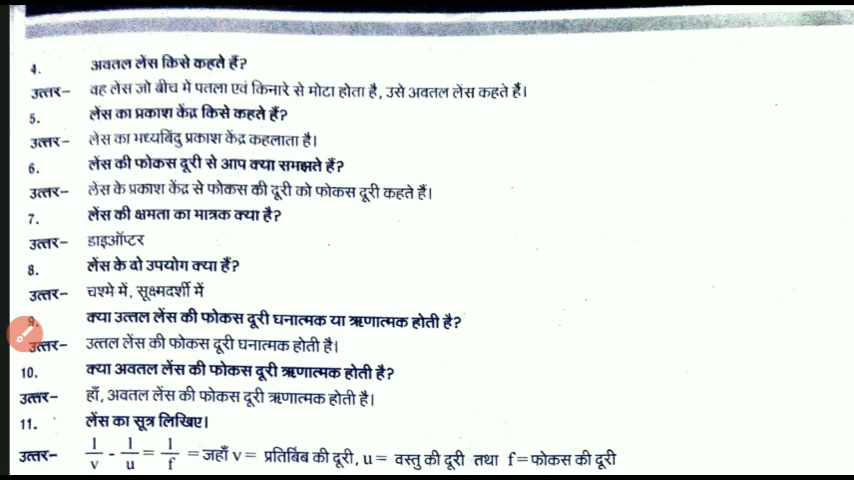 4. अवतल लेंस किसे कहते हैं?
उत्तर– वह लेंस जो बीच में पतला एवं किनारे से मोटा होता है, उसे अवतल लेंस कहते हैं।
5. लेंस का प्रकाश केंद्र किसे कहते हैं?
उत्तर– लेंस का मध्यबिंदु प्रकाश केंद्र कहलाता है।
6. लेंस की फोकस दूरी से आप क्या समझते हैं?
उत्तर– लेंस के प्रकाश केंद्र से फोकस की दूरी को फोकस दूरी कहते हैं।
7. लेंस की क्षमता का मात्रक क्या है?
उत्तर– डाइऑप्टर
8. लेंस के दो उपयोग क्या हैं?
उत्तर– चश्मे में, सूक्ष्मदर्शी में
9. क्या उत्तल लेंस की फोकस दूरी घनात्मक या ऋणात्मक होती है?
उत्तर– उत्तल लेंस की फोकस दूरी घनात्मक होती है।
10. क्या अवतल लेंस की फोकस दूरी ऋणात्मक होती है?
उत्तर– हाँ, अवतल लेंस की फोकस दूरी ऋणात्मक होती है।
11. लेंस का सूत्र लिखिए।
उत्तर– 1/v - 1/u = 1/f = जहाँ v = प्रतिबिंब की दूरी, u = वस्तु की दूरी तथा f = फोकस की दूरी